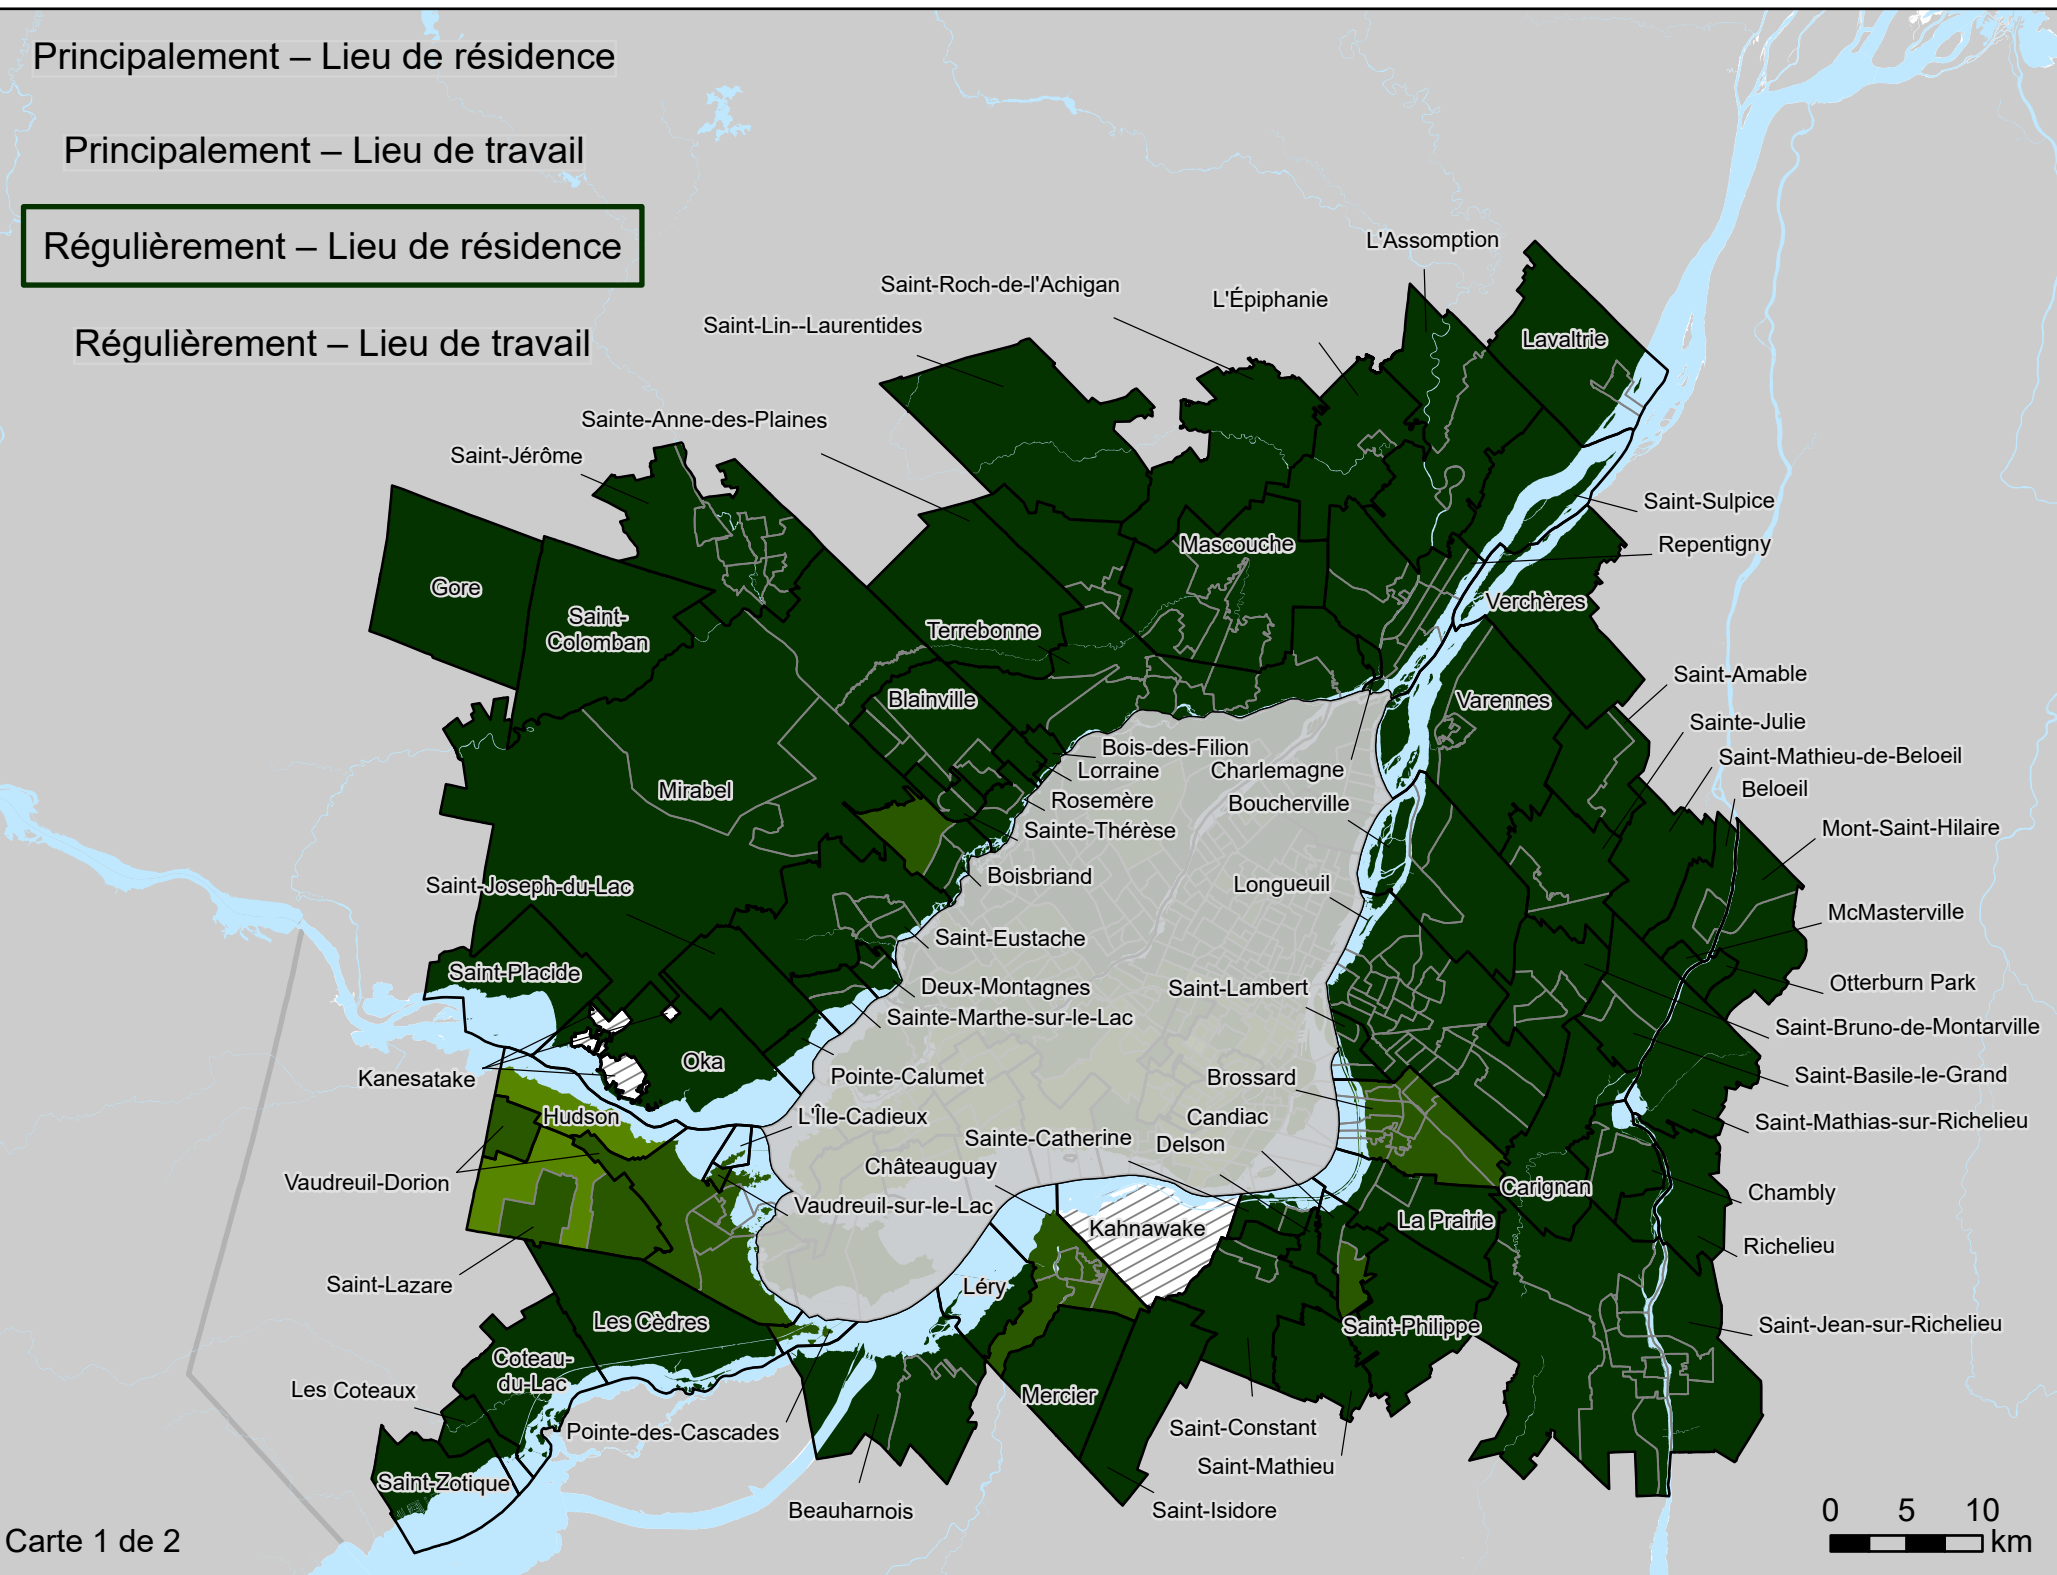 Principalement – Lieu de résidence
Principalement – Lieu de travail
Régulièrement – Lieu de résidence
Régulièrement – Lieu de travail
L'Assomption
Saint-Roch-de-l'Achigan
L'Épiphanie
Saint-Lin--Laurentides
Lavaltrie
Sainte-Anne-des-Plaines
Saint-Jérôme
Saint-Sulpice
Mascouche
Repentigny
Gore
Verchères
Saint-
Colomban
Terrebonne
Saint-Amable
Blainville
Varennes
Sainte-Julie
Bois-des-Filion
Saint-Mathieu-de-Beloeil
Lorraine
Charlemagne
Mirabel
Beloeil
Rosemère
Boucherville
Sainte-Thérèse
Mont-Saint-Hilaire
Boisbriand
Saint-Joseph-du-Lac
Longueuil
McMasterville
Saint-Eustache
Saint-Placide
Otterburn Park
Deux-Montagnes
Saint-Lambert
Sainte-Marthe-sur-le-Lac
Saint-Bruno-de-Montarville
Oka
Kanesatake
Pointe-Calumet
Brossard
Saint-Basile-le-Grand
Hudson
L'Île-Cadieux
Candiac
Saint-Mathias-sur-Richelieu
Sainte-Catherine
Delson
Châteauguay
Vaudreuil-Dorion
Carignan
Chambly
Vaudreuil-sur-le-Lac
Kahnawake
La Prairie
Richelieu
Saint-Lazare
Léry
Les Cèdres
Saint-Philippe
Saint-Jean-sur-Richelieu
Coteau-
du-Lac
Les Coteaux
Mercier
Pointe-des-Cascades
Saint-Constant
Saint-Mathieu
Saint-Zotique
Beauharnois
Saint-Isidore
0 5 10
km
Carte 1 de 2